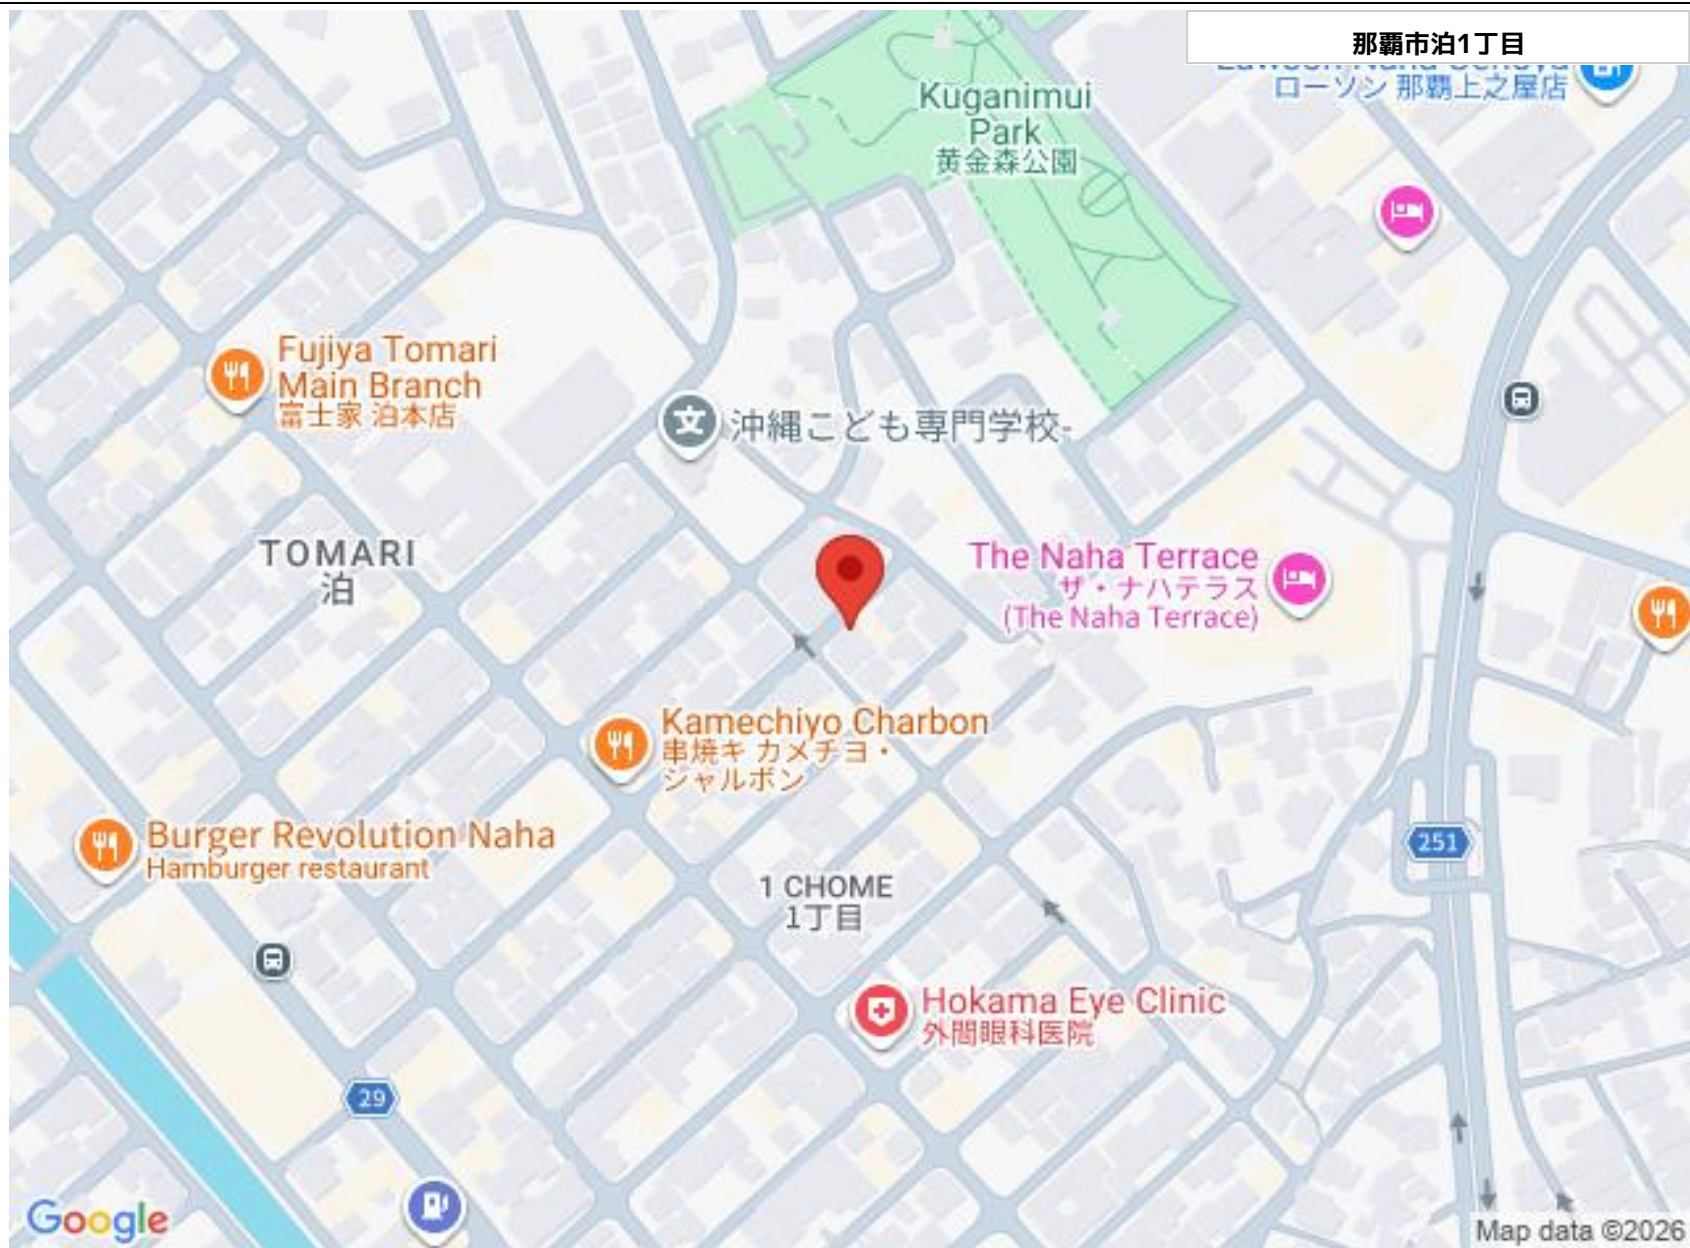 那覇市泊1丁目
ローソン 那覇上之屋店
Kuganimui
Park
黄金森公園
Fujiya Tomari
Main Branch
富士家 泊本店
沖縄こども専門学校-
TOMARI
泊
The Naha Terrace
ザ・ナハテラス
(The Naha Terrace)
Kamechiyo Charbon
串焼キ カメチヨ・
シャルボン
Burger Revolution Naha
Hamburger restaurant
251
1 CHOME
1丁目
Hokama Eye Clinic
外間眼科医院
29
Google
Map data ©2026